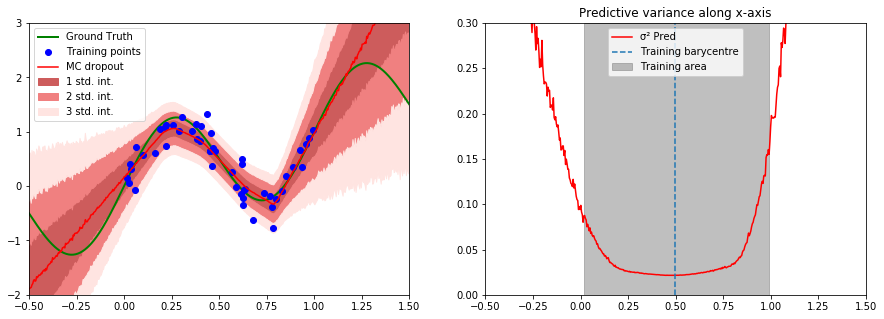 Ground Truth
Training points
MC dropout
1 std. int.
2 std. int.
3 std. int.
3
2
1
0
−1
−2
−0.50 −0.25 0.00 0.25 0.50 0.75 1.00 1.25 1.50
Predictive variance along x-axis
σ² Pred
Training barycentre
Training area
0.30
0.25
0.20
0.15
0.10
0.05
0.00
−0.50 −0.25 0.00 0.25 0.50 0.75 1.00 1.25 1.50